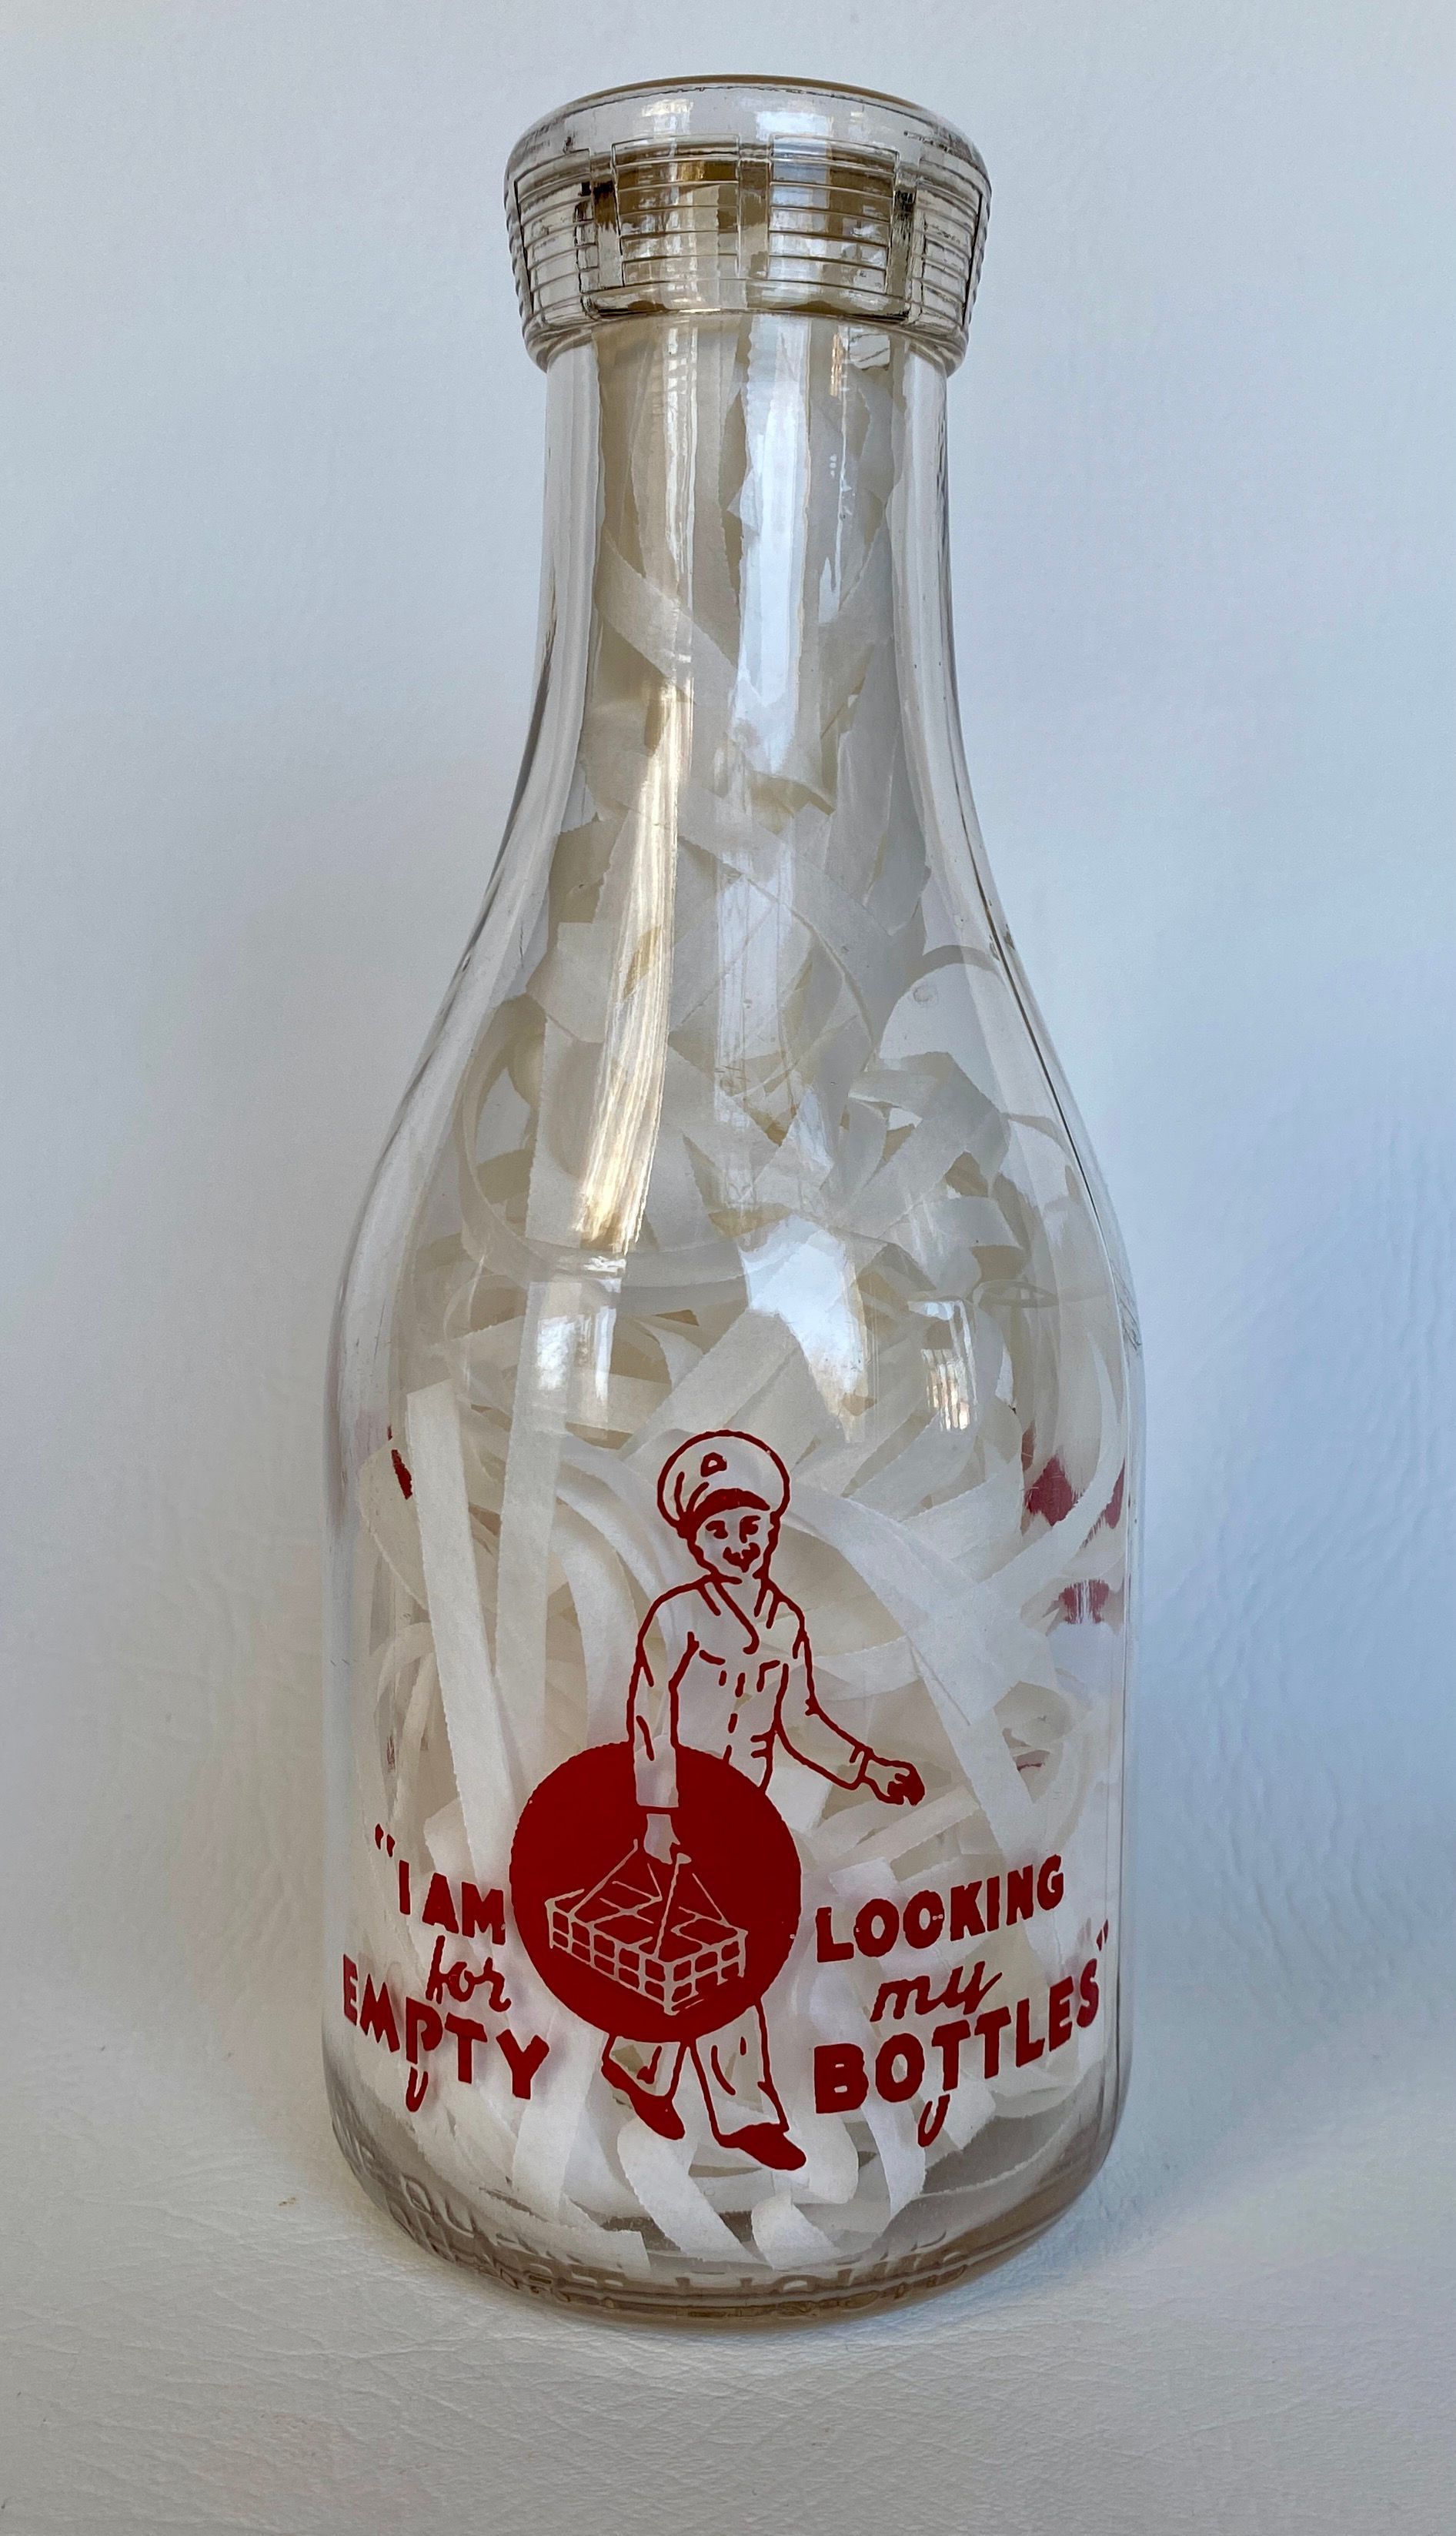 "I AM LOOKING
for my
EMPTY BOTTLES"